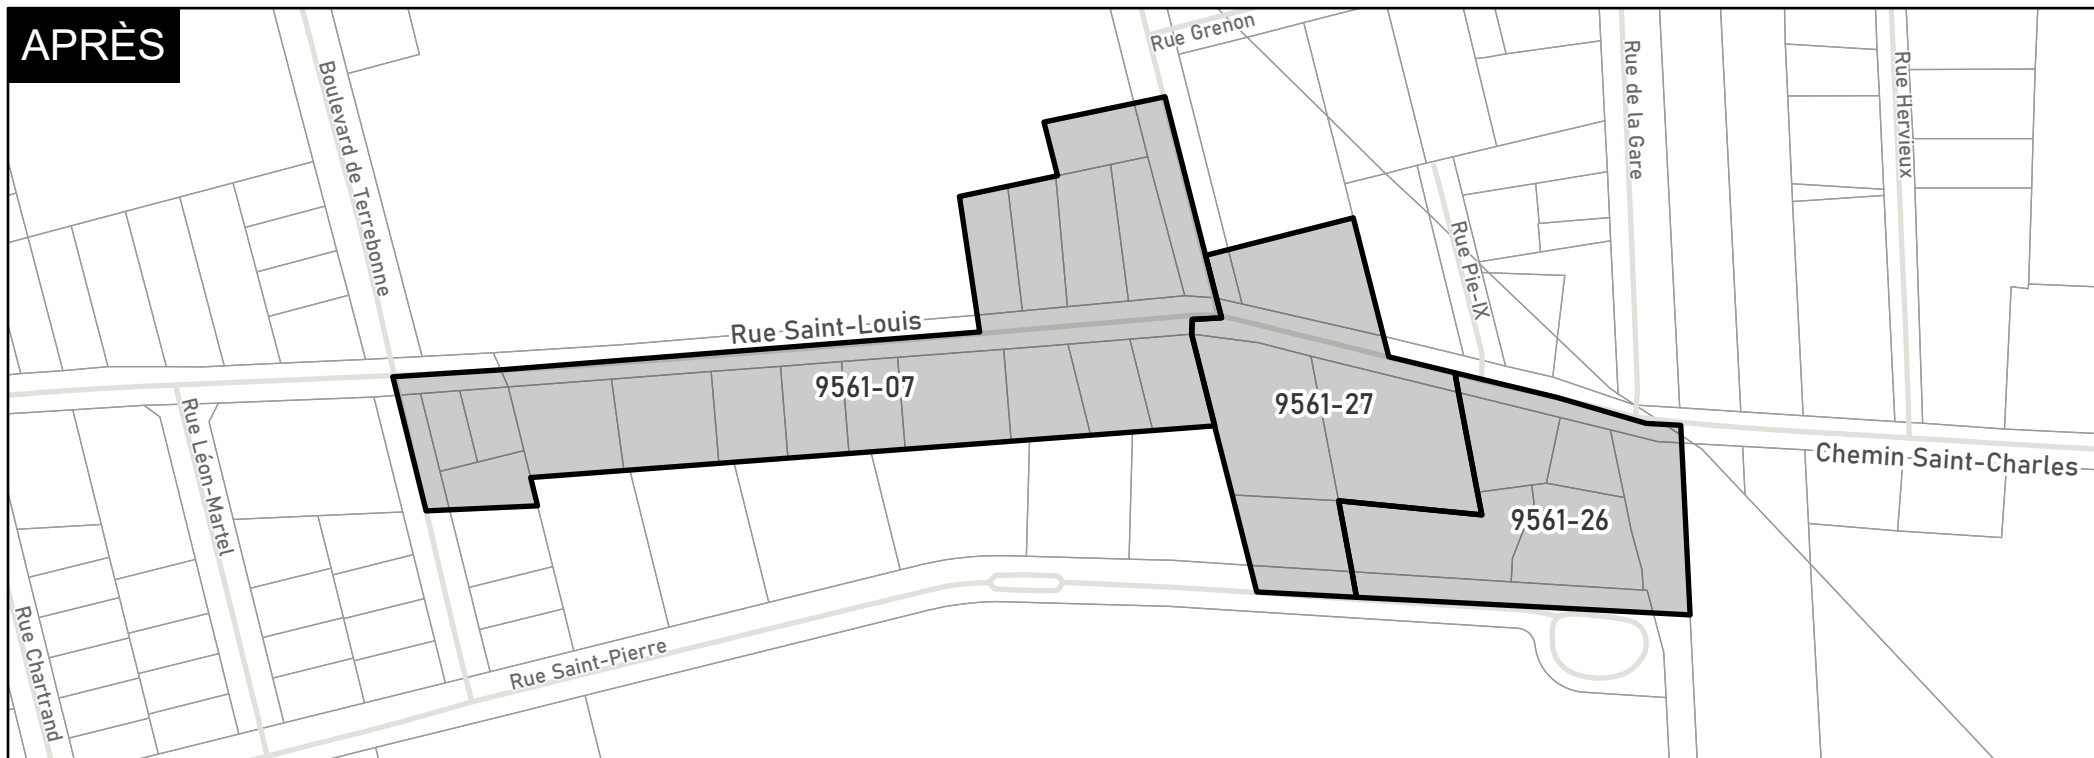 APRÈS
Rue Grenon
Boulevard de Terrebonne
Rue de la Gare
Rue Hervieux
Rue Pie-IX
Rue Saint-Louis
9561-07
9561-27
Rue Léon-Martel
Chemin Saint-Charles
9561-26
Rue Chartrand
Rue Saint-Pierre